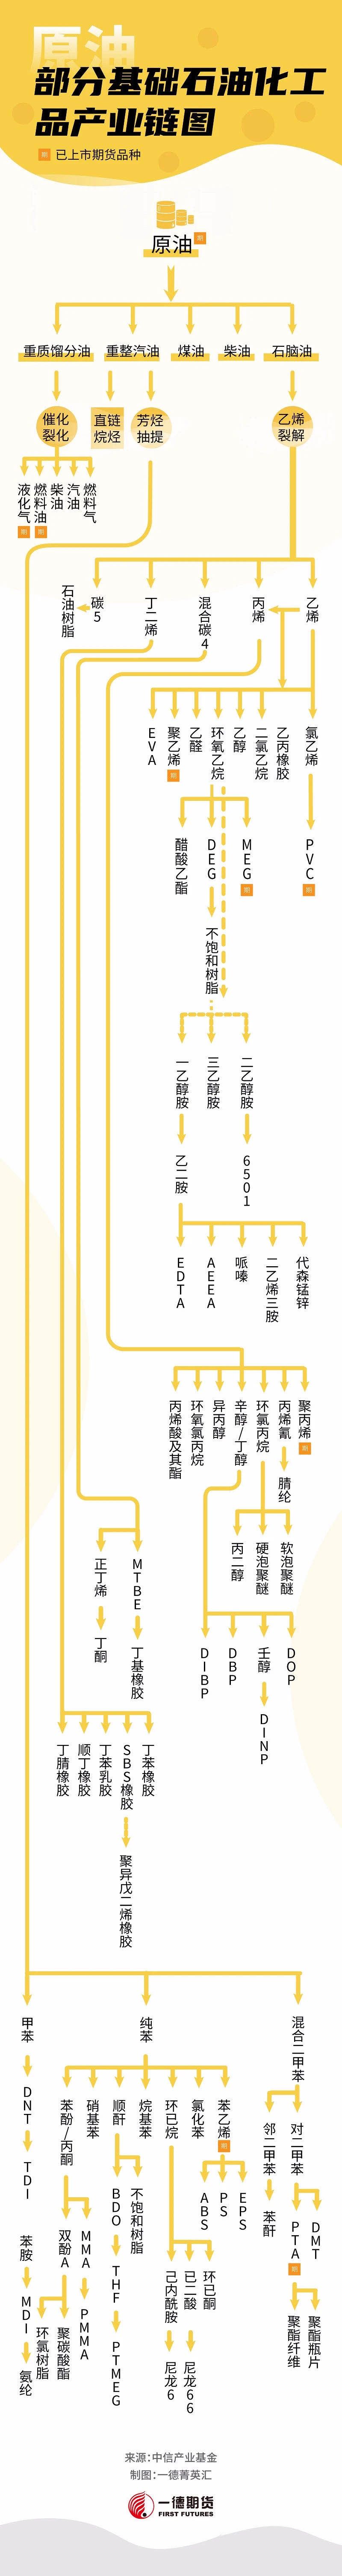 原油
部分基础石油化工
品产业链图
期 已上市期货品种
原油 期
重质馏分油 重整汽油 煤油 柴油 石脑油
催化裂化 直链烷烃 芳烃抽提 乙烯裂解
液化气 期
燃料油 期
柴油
汽油
燃料气
石油树脂
碳5
丁二烯
混合碳4
丙烯
乙烯
EVA
聚乙烯 期
乙醛
环氧乙烷
乙醇
二氯乙烷
乙丙橡胶
氯乙烯
醋酸乙酯
DEG
MEG 期
PVC 期
不饱和树脂
一乙醇胺
三乙醇胺
二乙醇胺
乙二胺
6501
EDTA
AEEA
哌嗪
二乙烯三胺
代森锰锌
丙烯酸及其酯
环氧氯丙烷
异丙醇
辛醇/丁醇
环氯丙烷
丙烯氰
聚丙烯 期
腈纶
丙二醇
硬泡聚醚
软泡聚醚
正丁烯
MTBE
丁酮
丁基橡胶
DIBP
DBP
壬醇
DOP
DINP
丁腈橡胶
顺丁橡胶
丁苯乳胶
SBS橡胶
丁苯橡胶
聚异戊二烯橡胶
甲苯
纯苯
混合二甲苯
DNT
TDI
苯酚/丙酮
硝基苯
顺酐
烷基苯
环已烷
氯化苯
苯乙烯 期
邻二甲苯
对二甲苯
苯胺
MDI
氨纶
双酚A
MMA
BDO
不饱和树脂
ABS
PS
EPS
苯酐
PTA 期
DMT
环氯树脂
聚碳酸酯
PMMA
THF
PTMEG
己内酰胺
已二酸
环已酮
尼龙6
尼龙66
聚酯纤维
聚酯瓶片
来源:中信产业基金
制图:一德菁英汇
一德期货
FIRST FUTURES